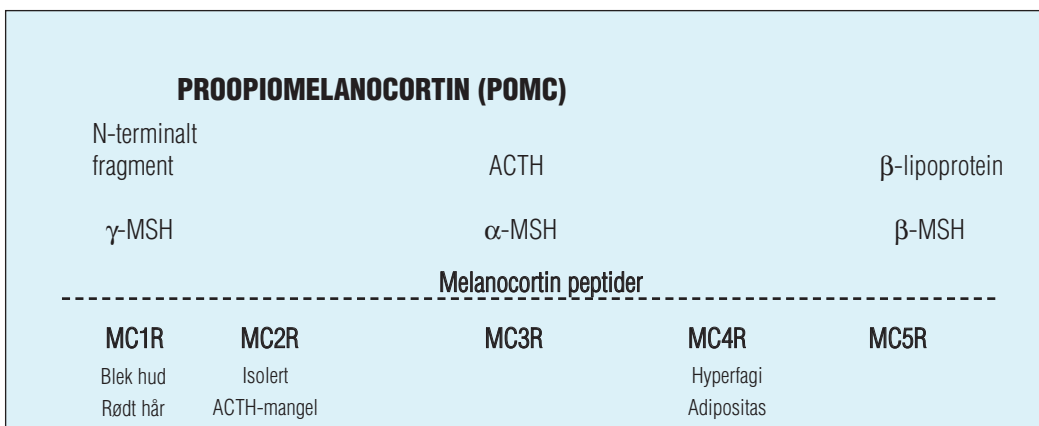 PROOPIOMELANOCORTIN (POMC)
N-terminalt
fragment ACTH β-lipoprotein
γ-MSH α-MSH β-MSH
Melanocortin peptider
MC1R MC2R MC3R MC4R MC5R
Blek hud Isolert Hyperfagi
Rødt hår ACTH-mangel Adipositas